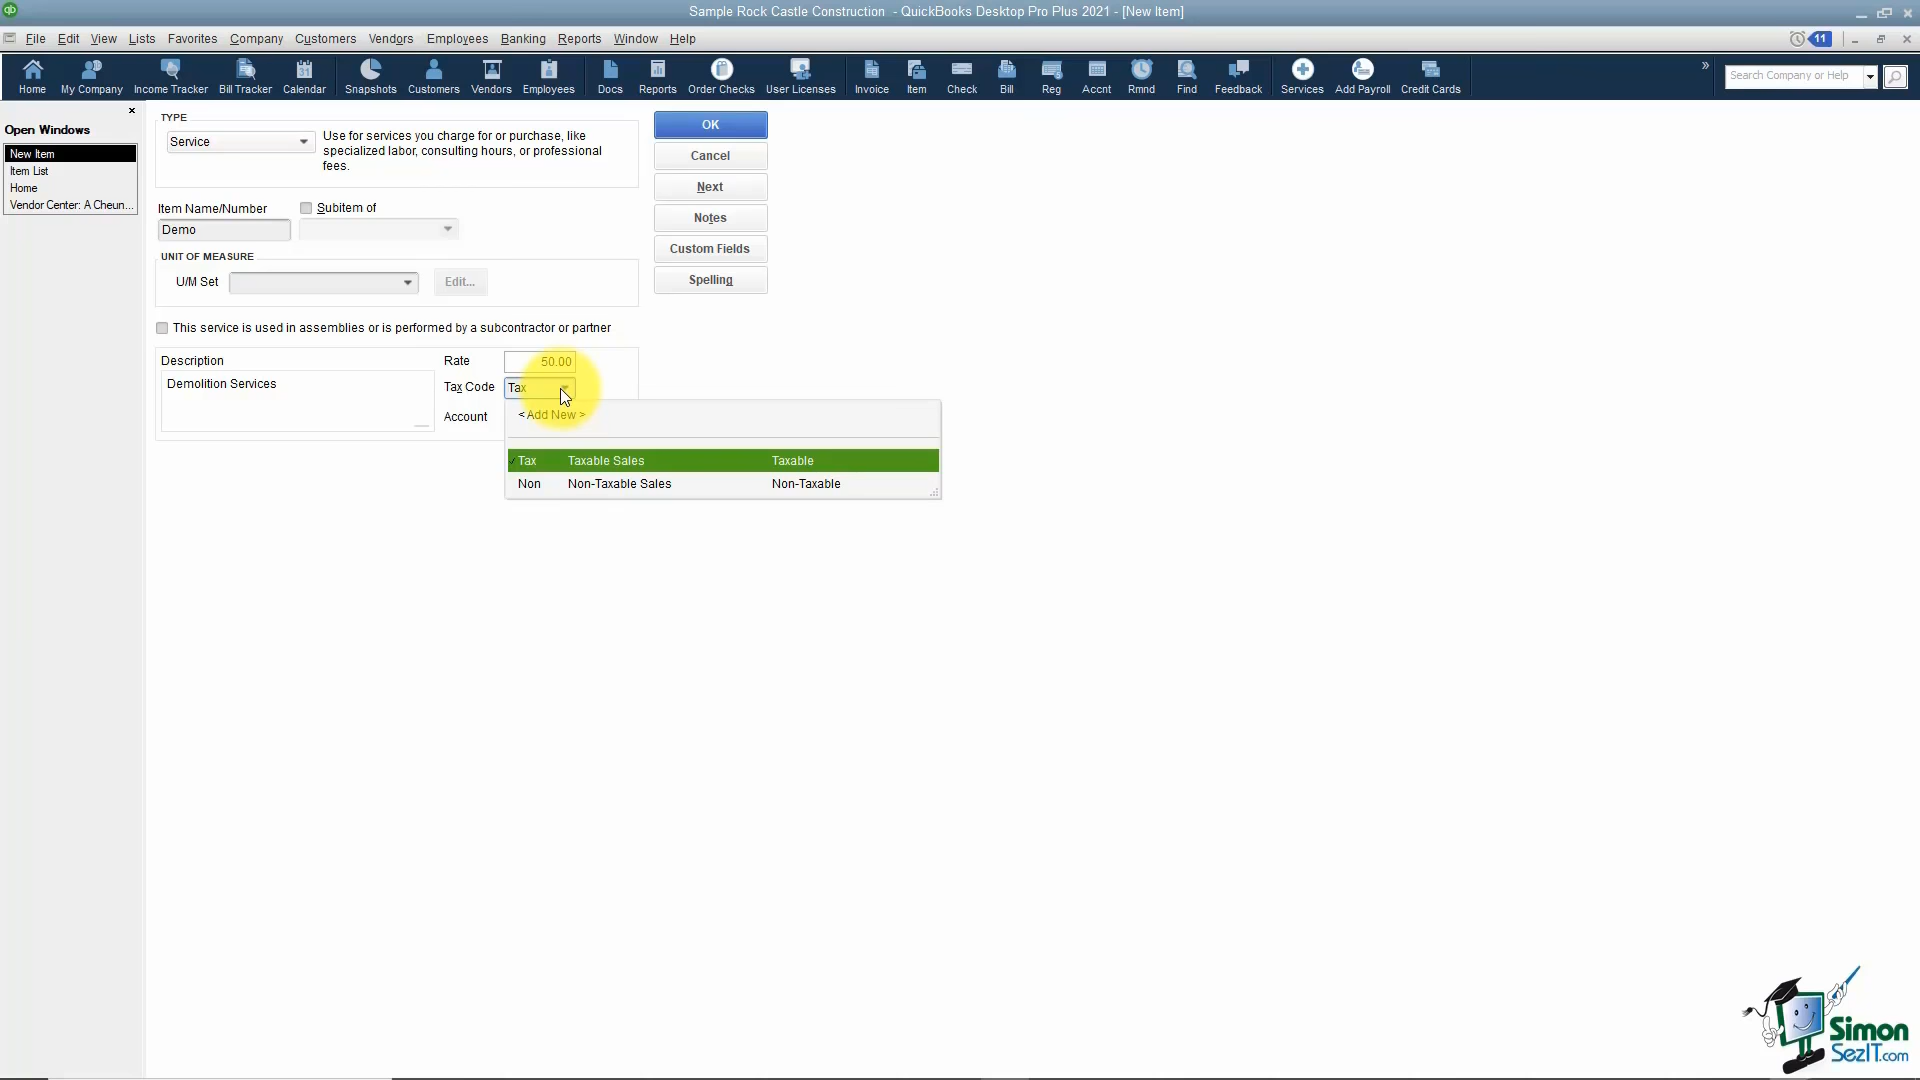 Sample Rock Castle Construction - QuickBooks Desktop Pro Plus 2021 - [New Item]
File Edit View Lists Favorites Company Customers Vendors Employees Banking Reports Window Help
11
Home My Company Income Tracker Bill Tracker Calendar Snapshots Customers Vendors Employees Docs Reports Order Checks User Licenses Invoice Item Check Bill Reg Accnt Rmnd Find Feedback Services Add Payroll Credit Cards
Search Company or Help
Open Windows
New Item
Item List
Home
Vendor Center: A Cheun...
TYPE
Service
Use for services you charge for or purchase, like
specialized labor, consulting hours, or professional
fees.
Item Name/Number
Subitem of
Demo
UNIT OF MEASURE
U/M Set
Edit...
This service is used in assemblies or is performed by a subcontractor or partner
Description
Demolition Services
Rate
50.00
Tax Code
Tax
Account
< Add New >
Tax Taxable Sales Taxable
Non Non-Taxable Sales Non-Taxable
OK
Cancel
Next
Notes
Custom Fields
Spelling
Simon
SezIT.com